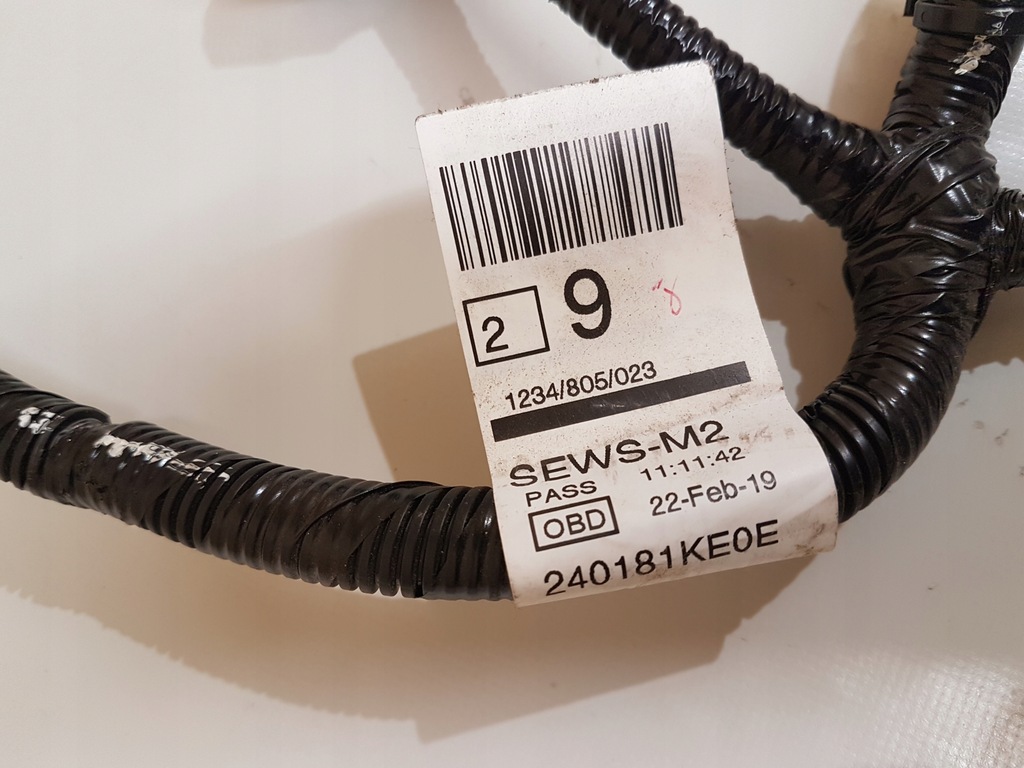 2 9
1234/805/023
SEWS-M2
PASS 11:11:42
OBD 22-Feb-19
240181KE0E